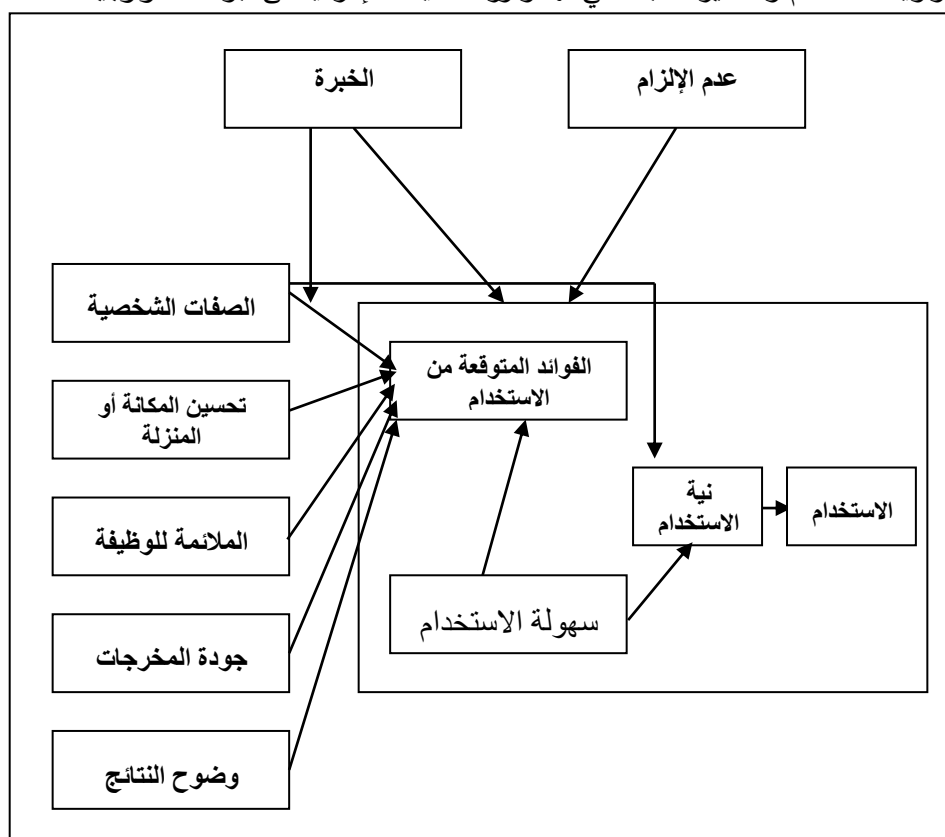 الخبرة
عدم الإلزام
الصفات الشخصية
الفوائد المتوقعة من
الاستخدام
تحسين المكانة أو
المنزلة
نية
الاستخدام
الاستخدام
الملائمة للوظيفة
سهولة الاستخدام
جودة المخرجات
وضوح النتائج